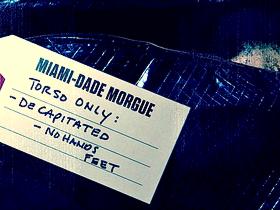 MIAMI-DADE MORGUE
TORSO ONLY:
- DECAPITATED
- NO HANDS
FEET